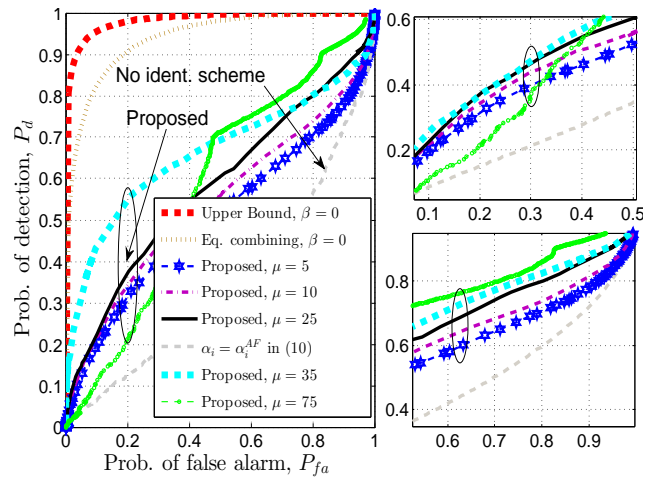 1
0.9
0.8
0.7
0.6
0.5
0.4
0.3
0.2
0.1
0
0
0.2
0.4
0.6
0.8
1
Prob. of detection, P_d
Prob. of false alarm, P_{fa}
No ident. scheme
Proposed
Upper Bound, β = 0
Eq. combining, β = 0
Proposed, μ = 5
Proposed, μ = 10
Proposed, μ = 25
α_i = α_i^{AF} in (10)
Proposed, μ = 35
Proposed, μ = 75
0.6
0.4
0.2
0.1
0.2
0.3
0.4
0.5
0.8
0.6
0.4
0.6
0.7
0.8
0.9